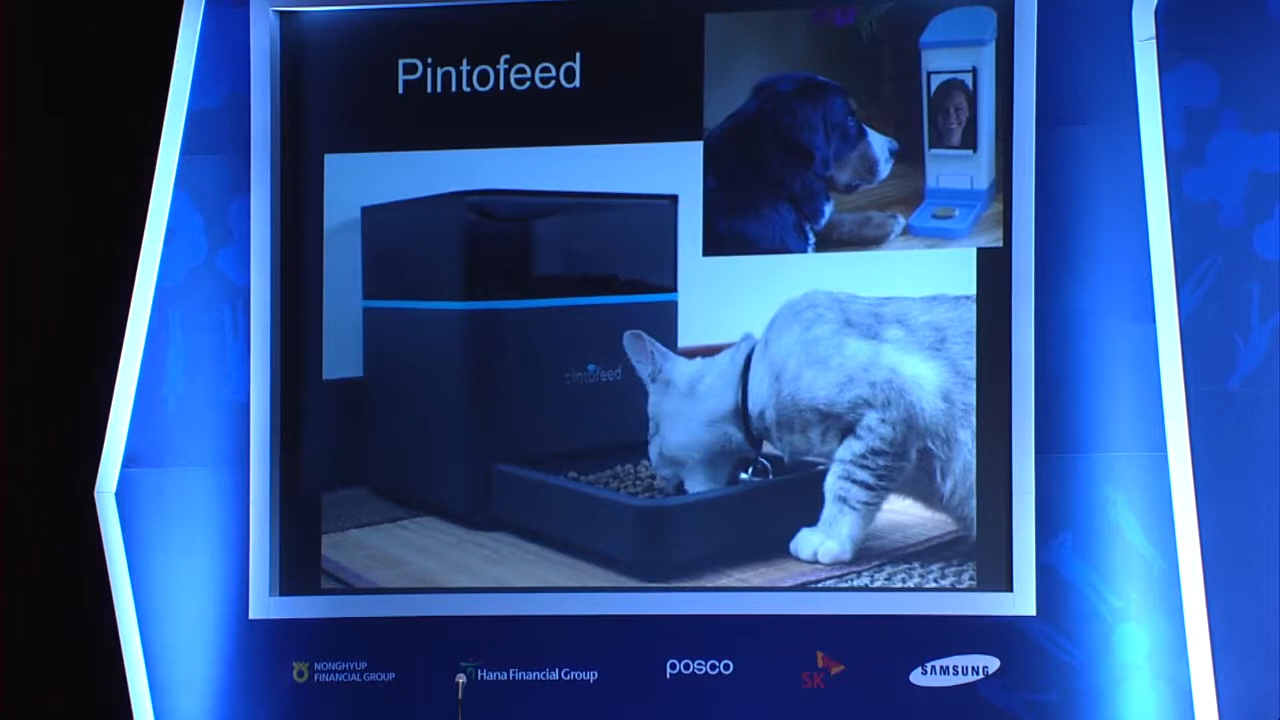 Pintofeed
pintofeed
NONGHYUP
FINANCIAL GROUP
Hana Financial Group
posco
SK
SAMSUNG